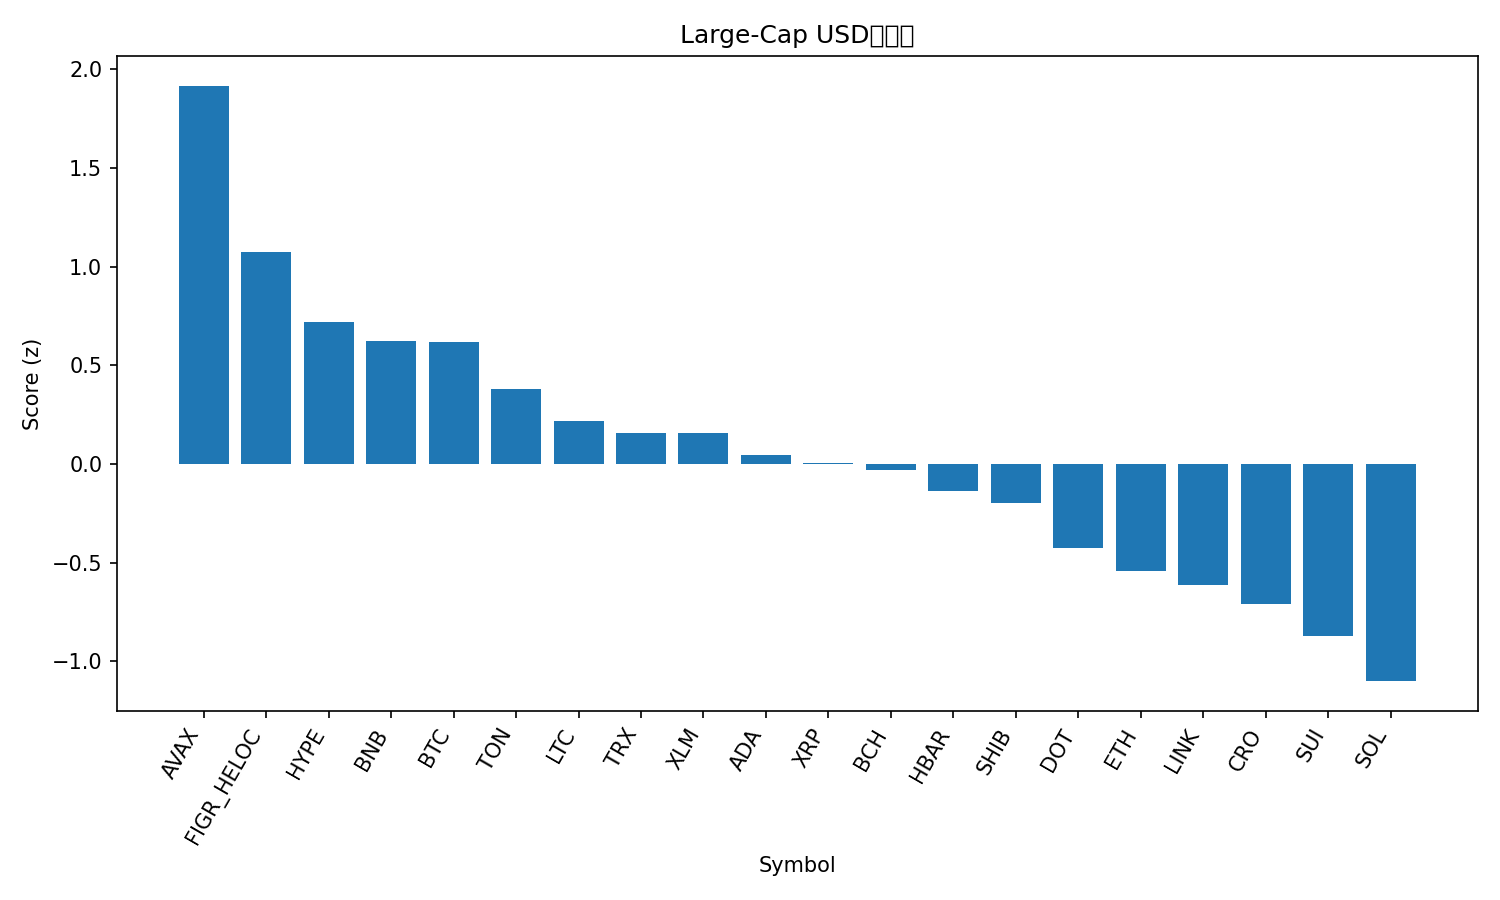 Large-Cap USD
2.0
1.5
1.0
0.5
0.0
−0.5
−1.0
Score (z)
AVAX
FIGR_HELOC
HYPE
BNB
BTC
TON
LTC
TRX
XLM
ADA
XRP
BCH
HBAR
SHIB
DOT
ETH
LINK
CRO
SUI
SOL
Symbol